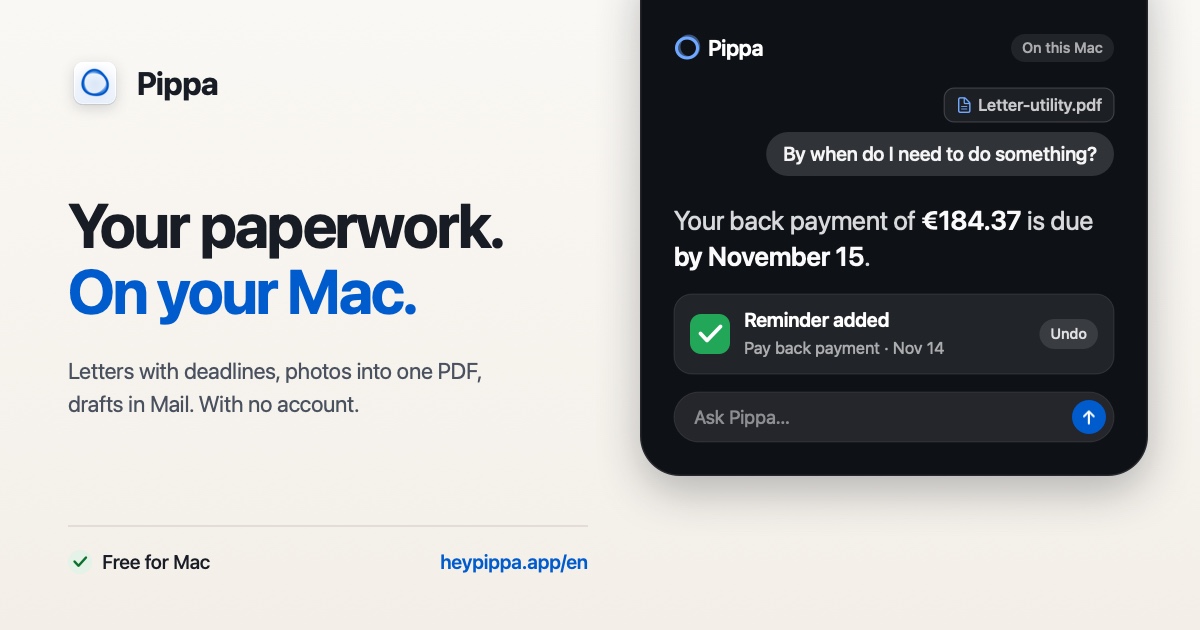 Pippa
Your paperwork.
On your Mac.
Letters with deadlines, photos into one PDF,
drafts in Mail. With no account.
Free for Mac
heypippa.app/en
Pippa
On this Mac
Letter-utility.pdf
By when do I need to do something?
Your back payment of €184.37 is due
by November 15.
Reminder added
Pay back payment · Nov 14
Undo
Ask Pippa...